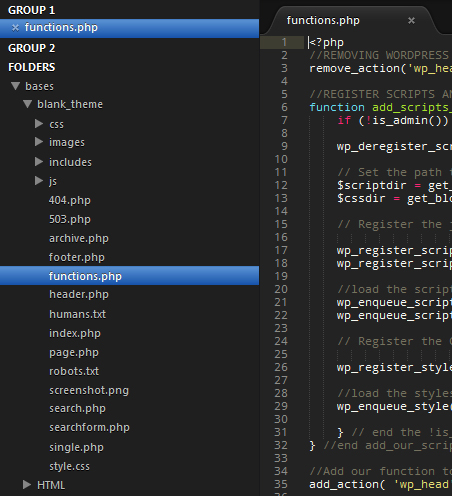 GROUP 1
× functions.php
GROUP 2
FOLDERS
bases
blank_theme
css
images
includes
js
404.php
503.php
archive.php
footer.php
functions.php
header.php
humans.txt
index.php
page.php
robots.txt
screenshot.png
search.php
searchform.php
single.php
style.css
HTML
functions.php ×
1 <?php
2 //REMOVING WORDPRESS
3 remove_action('wp_hea
4
5 //REGISTER SCRIPTS AN
6 function add_scripts_
7 if (!is_admin())
8
9 wp_deregister_scr
10
11 // Set the path t
12 $scriptdir = get_
13 $cssdir = get_blo
14
15 // Register the j
16
17 wp_register_scrip
18 wp_register_scrip
19
20 //load the script
21 wp_enqueue_script
22 wp_enqueue_script
23
24 // Register the C
25
26 wp_register_style
27
28 //load the styles
29 wp_enqueue_style(
30
31 } // end the !is_
32 } //end add_our_scrip
33
34 //Add our function to
35 add_action( 'wp_head'